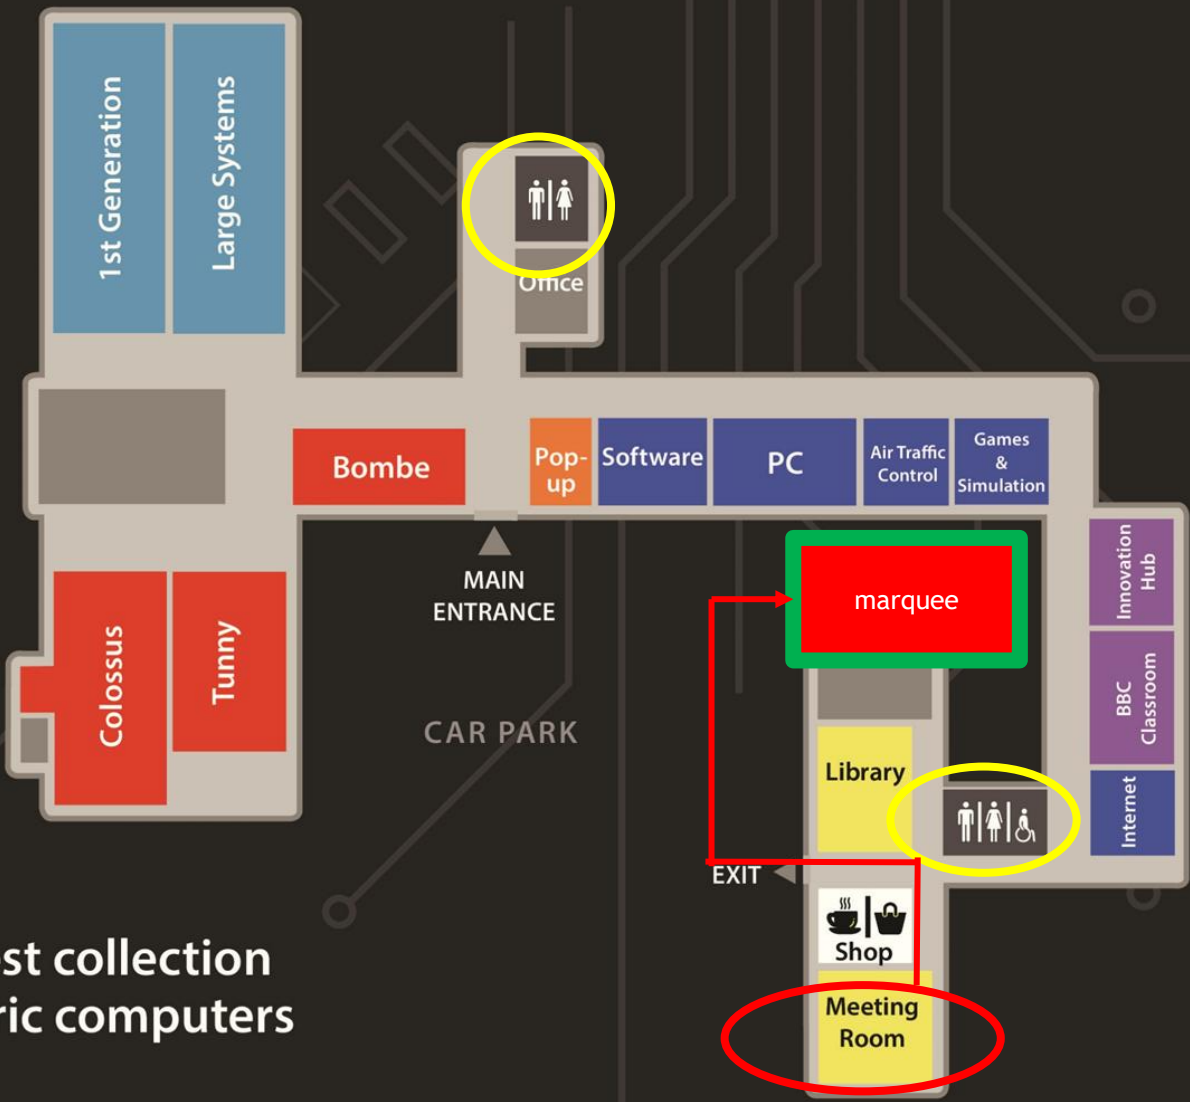 1st Generation
Large Systems
Office
Bombe
Pop-
up
Software
PC
Air Traffic
Control
Games
&
Simulation
MAIN
ENTRANCE
marquee
Innovation
Hub
Colossus
Tunny
BBC
Classroom
CAR PARK
Library
Internet
EXIT
Shop
st collection
ric computers
Meeting
Room